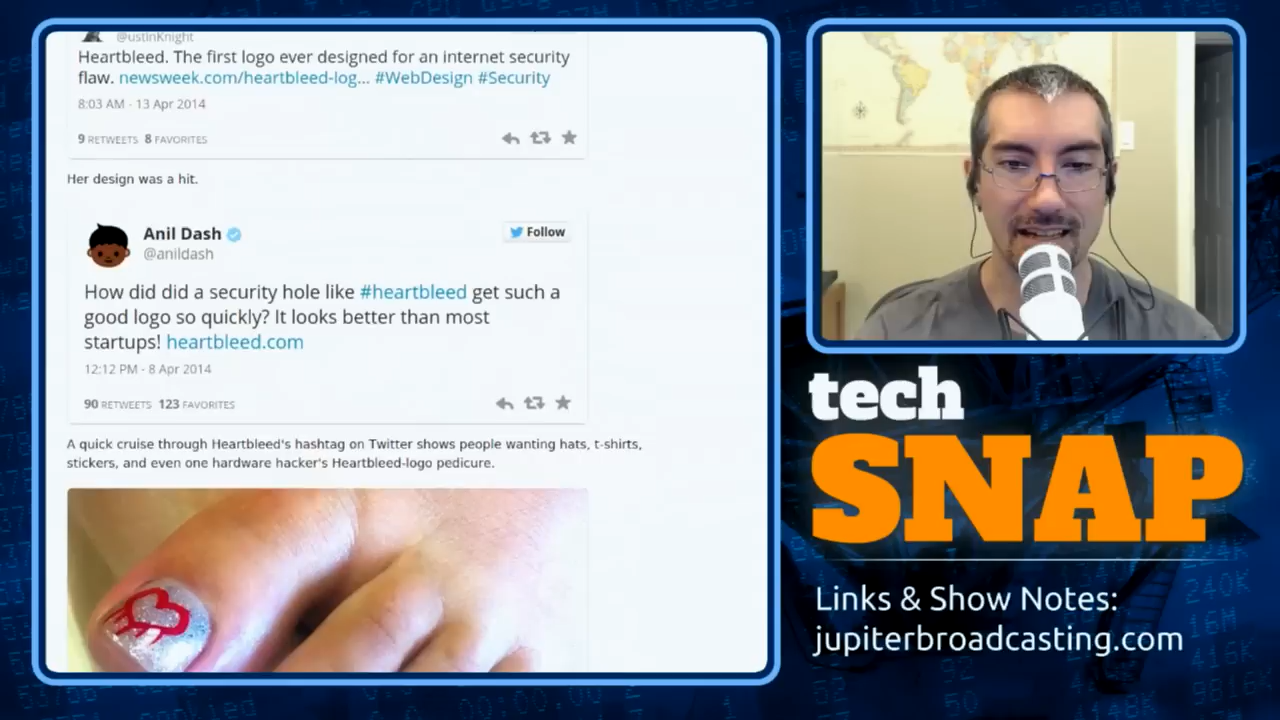 @ustinKnight
Heartbleed. The first logo ever designed for an internet security
flaw. newsweek.com/heartbleed-log... #WebDesign #Security
8:03 AM - 13 Apr 2014
9 RETWEETS 8 FAVORITES
Her design was a hit.
Anil Dash
@anildash
Follow
How did did a security hole like #heartbleed get such a
good logo so quickly? It looks better than most
startups! heartbleed.com
12:12 PM - 8 Apr 2014
90 RETWEETS 123 FAVORITES
A quick cruise through Heartbleed's hashtag on Twitter shows people wanting hats, t-shirts,
stickers, and even one hardware hacker's Heartbleed-logo pedicure.
tech
SNAP
Links & Show Notes:
jupiterbroadcasting.com
240K
16M
416K